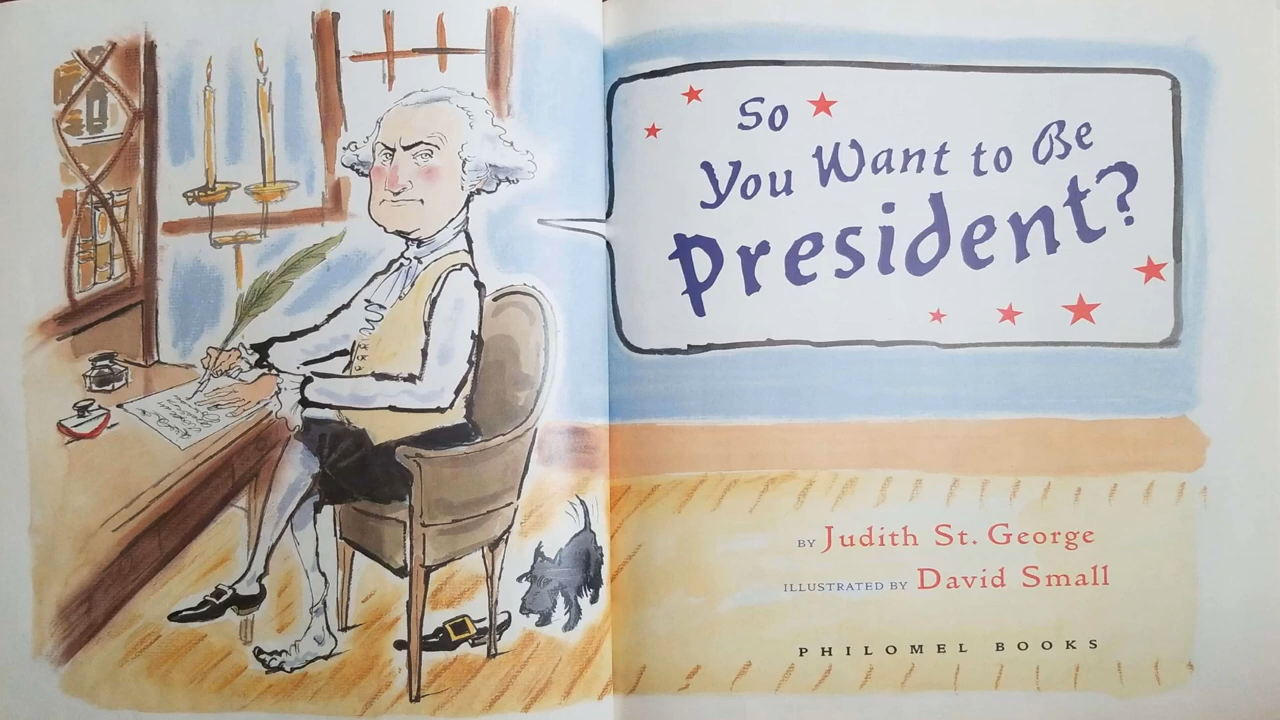 So
You Want to Be
President?
BY Judith St. George
ILLUSTRATED BY David Small
PHILOMEL BOOKS